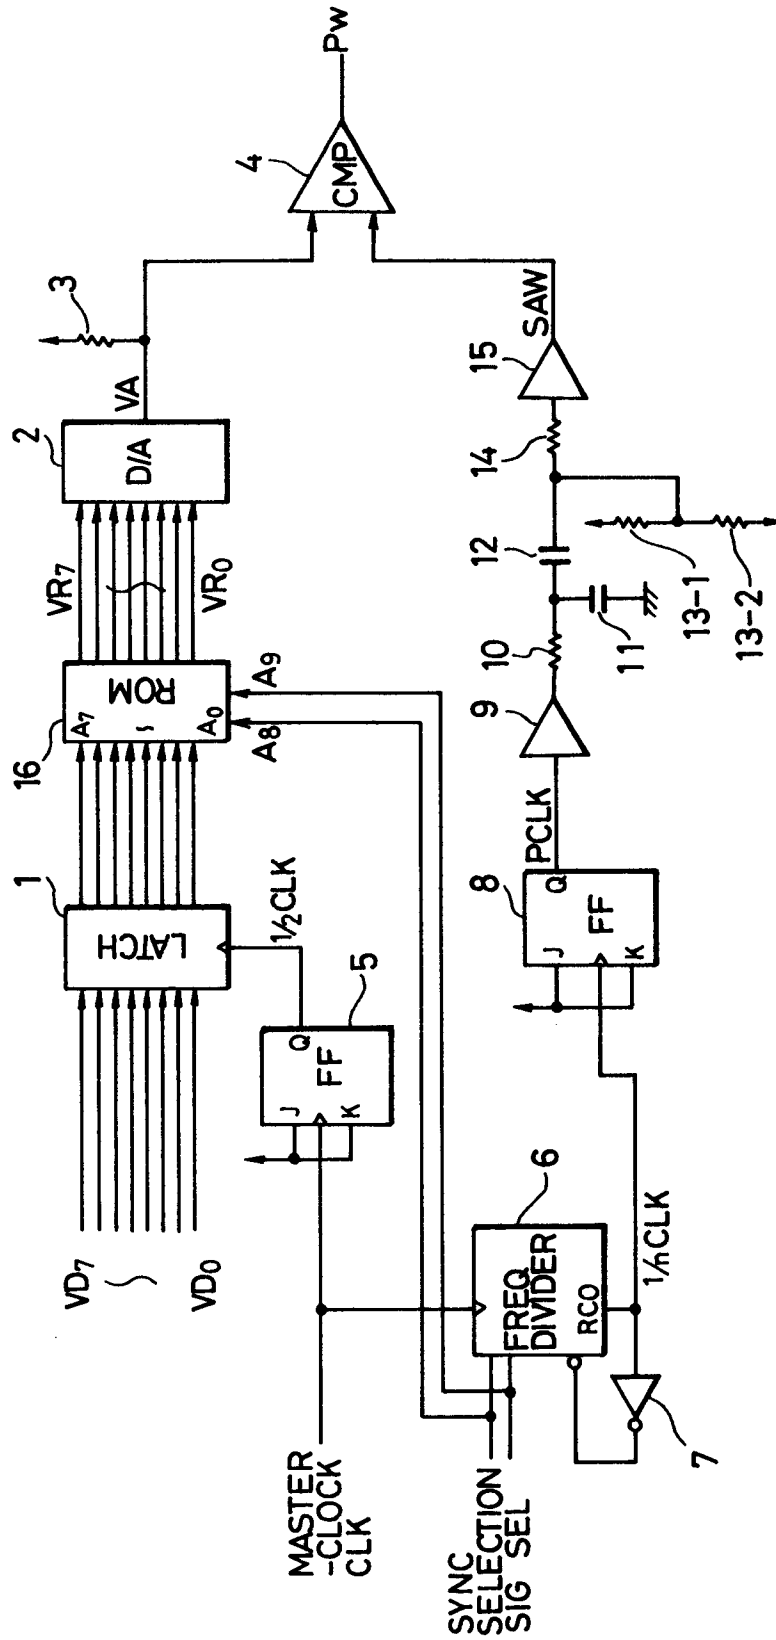 VD7
VD0
1
LATCH
16
A7
~
A0
ROM
VR7
VR0
2
D/A
VA
3
4
CMP
Pw
A8
A9
1/2CLK
5
J
K
Q
FF
MASTER
-CLOCK
CLK
SYNC
SELECTION
SIG SEL
6
FREQ
DIVIDER
RCO
7
1/nCLK
8
J
K
Q
FF
PCLK
9
10
11
12
13-1
13-2
14
15
SAW